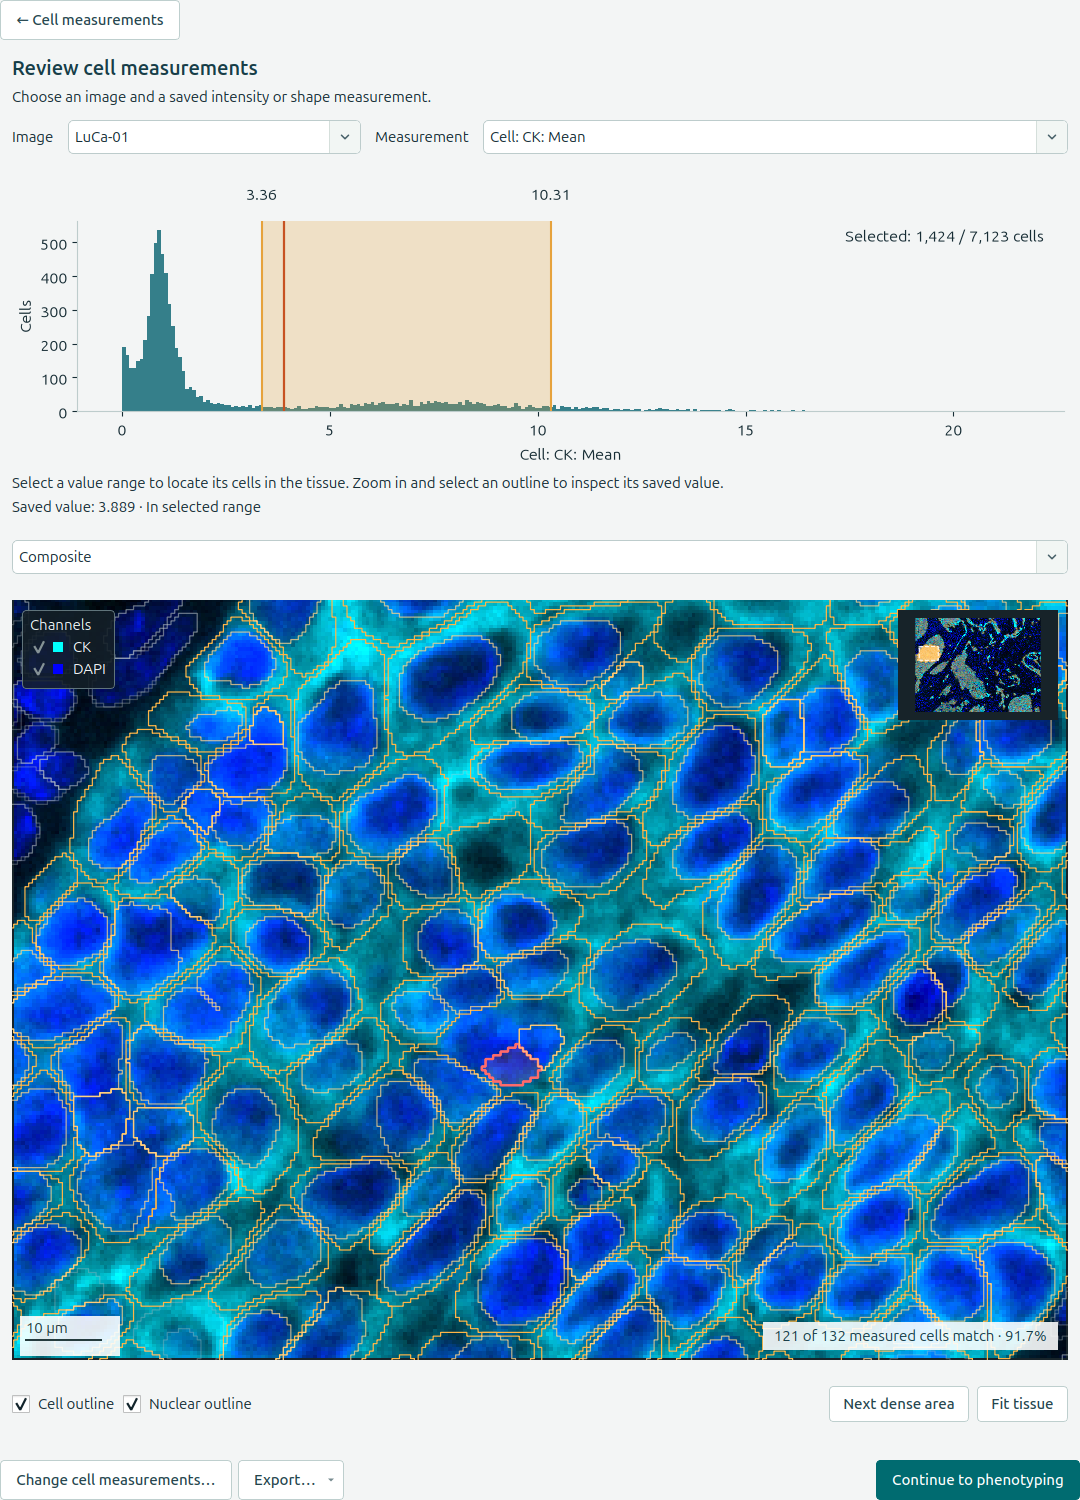 ← Cell measurements
Review cell measurements
Choose an image and a saved intensity or shape measurement.
Image LuCa-01 Measurement Cell: CK: Mean
3.36 10.31
Selected: 1,424 / 7,123 cells
500
400
300
200
100
0
Cells
0 5 10 15 20
Cell: CK: Mean
Select a value range to locate its cells in the tissue. Zoom in and select an outline to inspect its saved value.
Saved value: 3.889 · In selected range
Composite
Channels
CK
DAPI
10 µm
121 of 132 measured cells match · 91.7%
Cell outline Nuclear outline Next dense area Fit tissue
Change cell measurements... Export... Continue to phenotyping